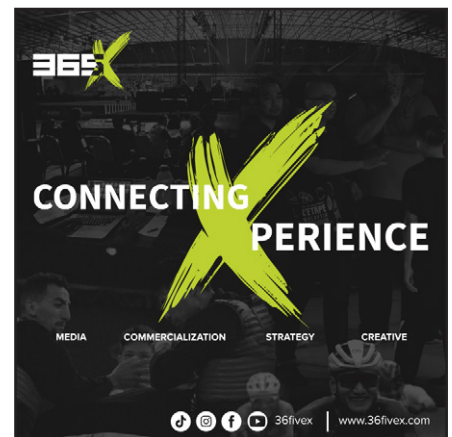 365X
CONNECTING
XPERIENCE
MEDIA COMMERCIALIZATION STRATEGY CREATIVE
36fivex | www.36fivex.com